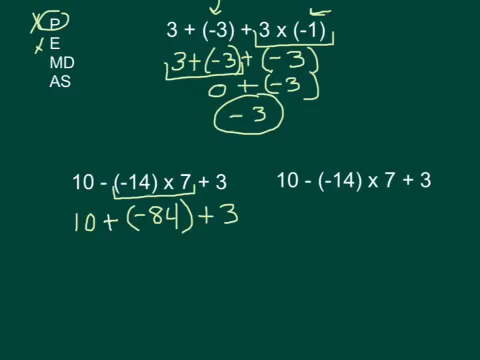 P
E
MD
AS
3 + (-3) + 3 x (-1)
3 + (-3) + (-3)
0 + (-3)
-3
10 - (-14) x 7 + 3
10 + (-84) + 3
10 - (-14) x 7 + 3